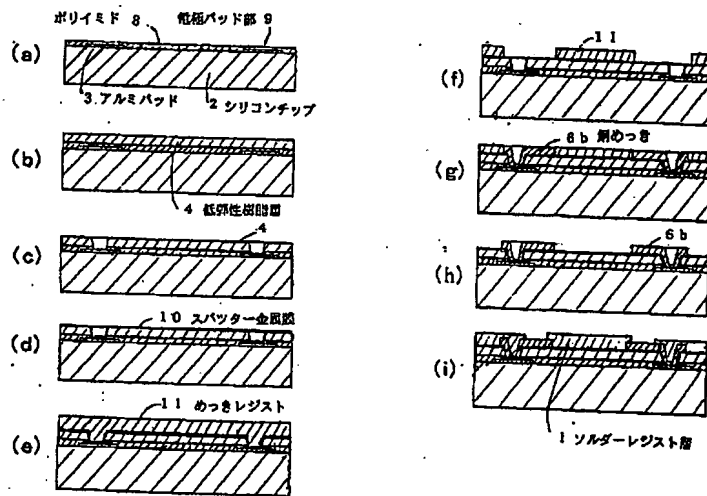 ポリイミド 8 電極パッド部 9
(a)
3.アルミパッド 2 シリコンチップ
(b)
4 低弾性樹脂層
(c) 4
(d) 10 スパッター金属膜
(e) 11 めっきレジスト
(f) 11
(g) 6b 銅めっき
(h) 6b
(i)
1 ソルダーレジスト層